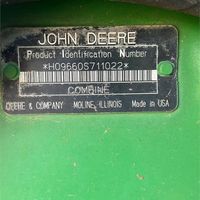 JOHN DEERE
Product Identification Number
*H09660S711022*
COMBINE
DEERE & COMPANY MOLINE, ILLINOIS Made in USA